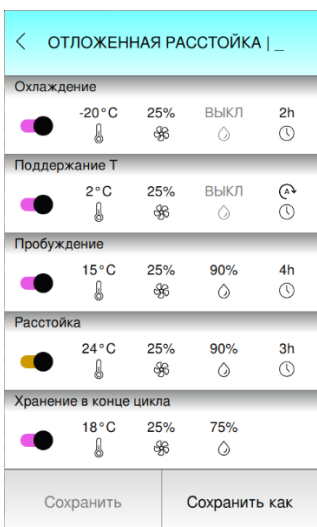 ОТЛОЖЕННАЯ РАССТОЙКА | _
Охлаждение
-20°C 25% ВЫКЛ 2h
Поддержание Т
2°C 25% ВЫКЛ A
Пробуждение
15°C 25% 90% 4h
Расстойка
24°C 25% 90% 3h
Хранение в конце цикла
18°C 25% 75%
Сохранить Сохранить как